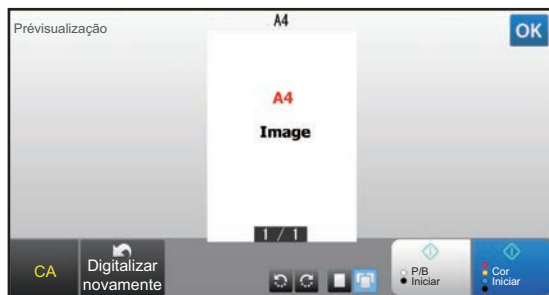 Prévisualização
A4
OK
A4
Image
1 / 1
CA
Digitalizar
novamente
P/B
Iniciar
Cor
Iniciar